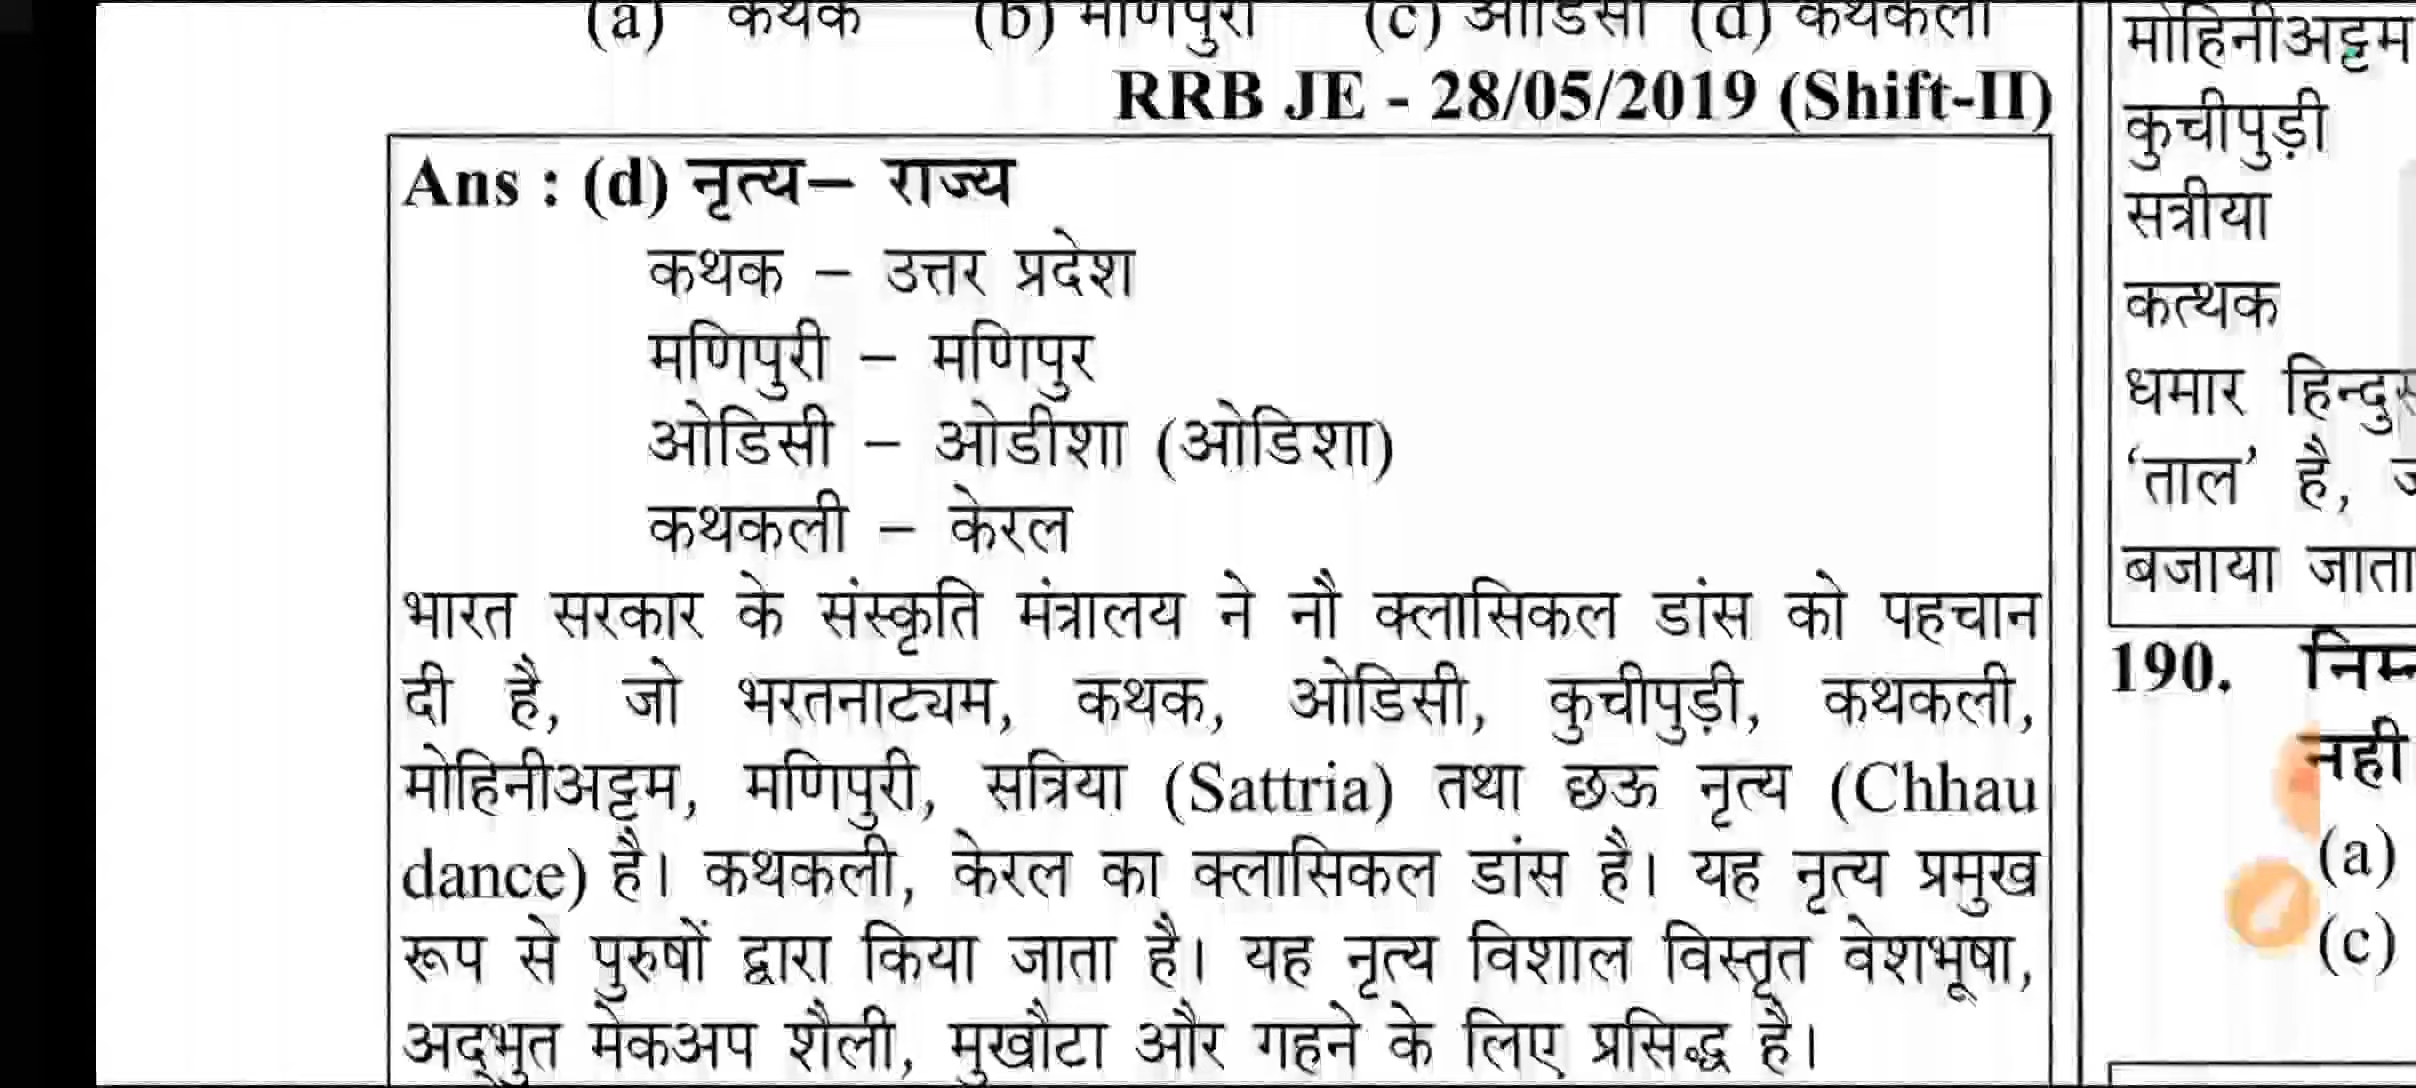 (a) कथक (b) मणिपुरी (c) ओडिसी (d) कथकली
RRB JE - 28/05/2019 (Shift-II)
Ans : (d) नृत्य– राज्य
कथक – उत्तर प्रदेश
मणिपुरी – मणिपुर
ओडिसी – ओडीशा (ओडिशा)
कथकली – केरल
भारत सरकार के संस्कृति मंत्रालय ने नौ क्लासिकल डांस को पहचान
दी है, जो भरतनाट्यम, कथक, ओडिसी, कुचीपुड़ी, कथकली,
मोहिनीअट्टम, मणिपुरी, सत्रिया (Sattria) तथा छऊ नृत्य (Chhau
dance) है। कथकली, केरल का क्लासिकल डांस है। यह नृत्य प्रमुख
रूप से पुरुषों द्वारा किया जाता है। यह नृत्य विशाल विस्तृत वेशभूषा,
अद्भुत मेकअप शैली, मुखौटा और गहने के लिए प्रसिद्ध है।
मोहिनीअट्टम
कुचीपुड़ी
सत्रीया
कत्थक
धमार
‘ताल’ है,
बजाया जाता
190.
नही
(a)
(c)